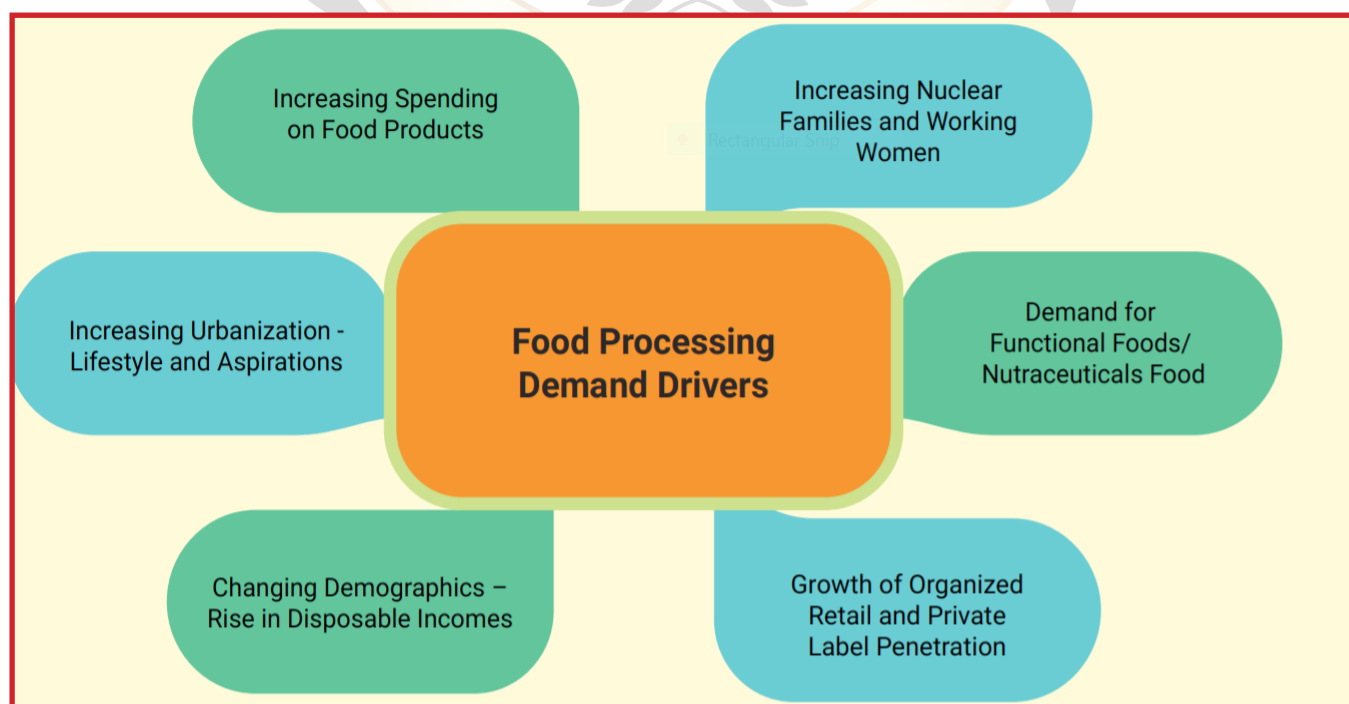 Increasing Spending
on Food Products
Increasing Nuclear
Families and Working
Women
Rectangular Snip
Increasing Urbanization -
Lifestyle and Aspirations
Food Processing
Demand Drivers
Demand for
Functional Foods/
Nutraceuticals Food
Changing Demographics –
Rise in Disposable Incomes
Growth of Organized
Retail and Private
Label Penetration